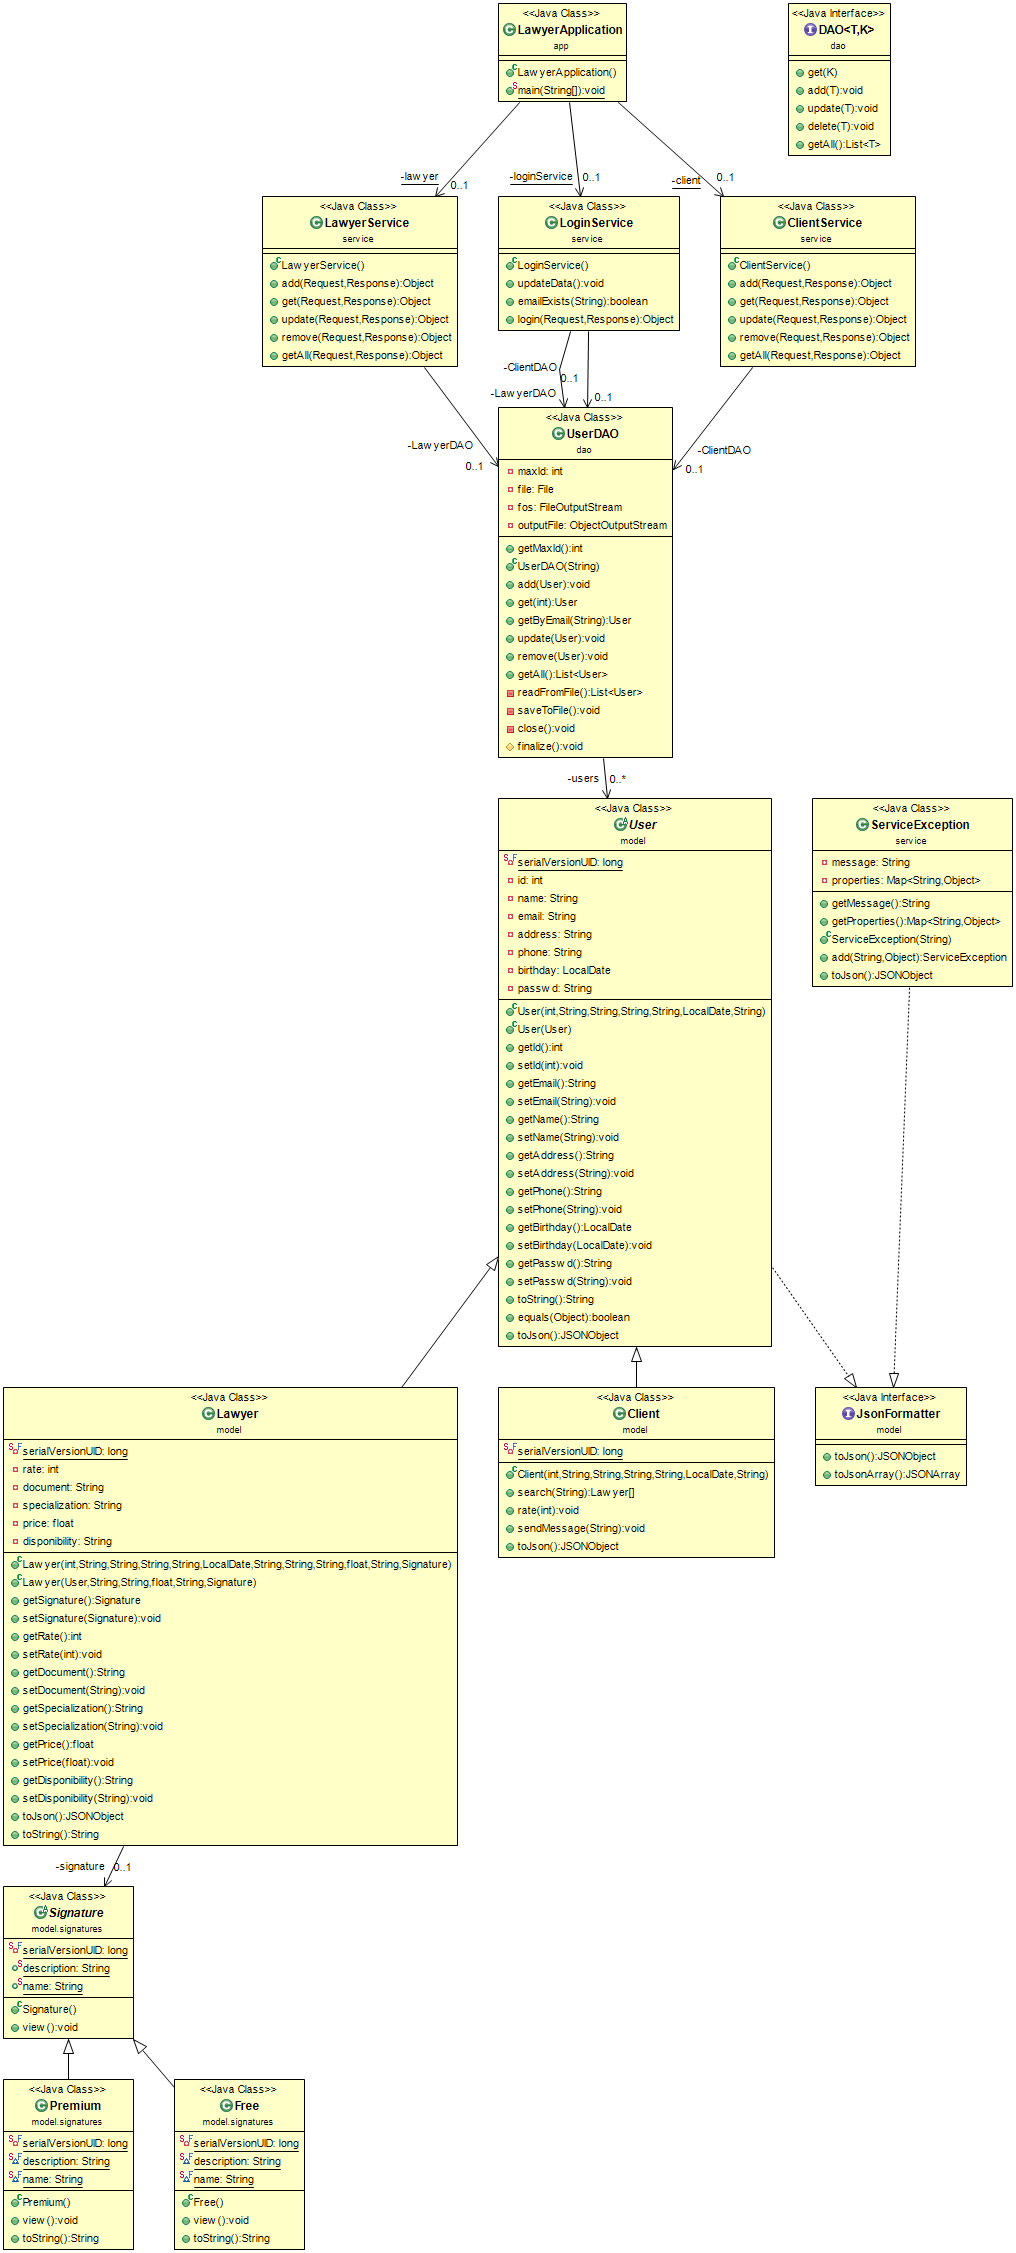 <<Java Class>>
LawyerApplication
app
LawyerApplication()
main(String[]):void
<<Java Interface>>
DAO<T,K>
dao
get(K)
add(T):void
update(T):void
delete(T):void
getAll():List<T>
-lawyer
0..1
-loginService
0..1
-client
0..1
<<Java Class>>
LawyerService
service
LawyerService()
add(Request,Response):Object
get(Request,Response):Object
update(Request,Response):Object
remove(Request,Response):Object
getAll(Request,Response):Object
<<Java Class>>
LoginService
service
LoginService()
updateData():void
emailExists(String):boolean
login(Request,Response):Object
<<Java Class>>
ClientService
service
ClientService()
add(Request,Response):Object
get(Request,Response):Object
update(Request,Response):Object
remove(Request,Response):Object
getAll(Request,Response):Object
-ClientDAO
0..1
-LawyerDAO
0..1
-LawyerDAO
0..1
-ClientDAO
0..1
<<Java Class>>
UserDAO
dao
maxId: int
file: File
fos: FileOutputStream
outputFile: ObjectOutputStream
getMaxId():int
UserDAO(String)
add(User):void
get(int):User
getByEmail(String):User
update(User):void
remove(User):void
getAll():List<User>
readFromFile():List<User>
saveToFile():void
close():void
finalize():void
-users
0..*
<<Java Class>>
User
model
serialVersionUID: long
id: int
name: String
email: String
address: String
phone: String
birthday: LocalDate
passwd: String
User(int,String,String,String,String,LocalDate,String)
User(User)
getId():int
setId(int):void
getEmail():String
setEmail(String):void
getName():String
setName(String):void
getAddress():String
setAddress(String):void
getPhone():String
setPhone(String):void
getBirthday():LocalDate
setBirthday(LocalDate):void
getPasswd():String
setPasswd(String):void
toString():String
equals(Object):boolean
toJson():JSONObject
<<Java Class>>
ServiceException
service
message: String
properties: Map<String,Object>
getMessage():String
getProperties():Map<String,Object>
ServiceException(String)
add(String,Object):ServiceException
toJson():JSONObject
<<Java Class>>
Lawyer
model
serialVersionUID: long
rate: int
document: String
specialization: String
price: float
disponibility: String
Lawyer(int,String,String,String,String,LocalDate,String,String,String,float,String,Signature)
Lawyer(User,String,String,float,String,Signature)
getSignature():Signature
setSignature(Signature):void
getRate():int
setRate(int):void
getDocument():String
setDocument(String):void
getSpecialization():String
setSpecialization(String):void
getPrice():float
setPrice(float):void
getDisponibility():String
setDisponibility(String):void
toJson():JSONObject
toString():String
<<Java Class>>
Client
model
serialVersionUID: long
Client(int,String,String,String,String,LocalDate,String)
search(String):Lawyer[]
rate(int):void
sendMessage(String):void
toJson():JSONObject
<<Java Interface>>
JsonFormatter
model
toJson():JSONObject
toJsonArray():JSONArray
-signature
0..1
<<Java Class>>
Signature
model.signatures
serialVersionUID: long
description: String
name: String
Signature()
view():void
<<Java Class>>
Premium
model.signatures
serialVersionUID: long
description: String
name: String
Premium()
view():void
toString():String
<<Java Class>>
Free
model.signatures
serialVersionUID: long
description: String
name: String
Free()
view():void
toString():String